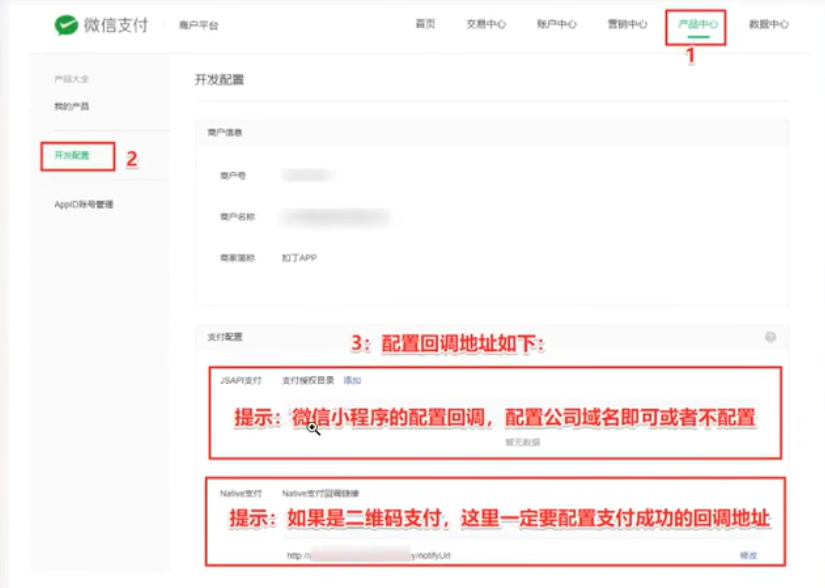 微信支付 商户平台 首页 交易中心 账户中心 营销中心 产品中心 数据中心
1
产品大全
开发配置
我的产品
商户信息
开发配置 2
商户号
AppID账号管理
商户名称
商家简称 扣丁APP
支付配置
3：配置回调地址如下：
JSAPI支付 支付授权目录 添加
提示：微信小程序的配置回调，配置公司域名即可或者不配置
暂无数据
Native支付 Native支付回调链接
提示：如果是二维码支付，这里一定要配置支付成功的回调地址
http:// y/notifyUrl 修改